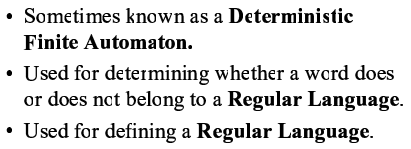 • Sometimes known as a Deterministic
Finite Automaton.
• Used for determining whether a word does
or does not belong to a Regular Language.
• Used for defining a Regular Language.